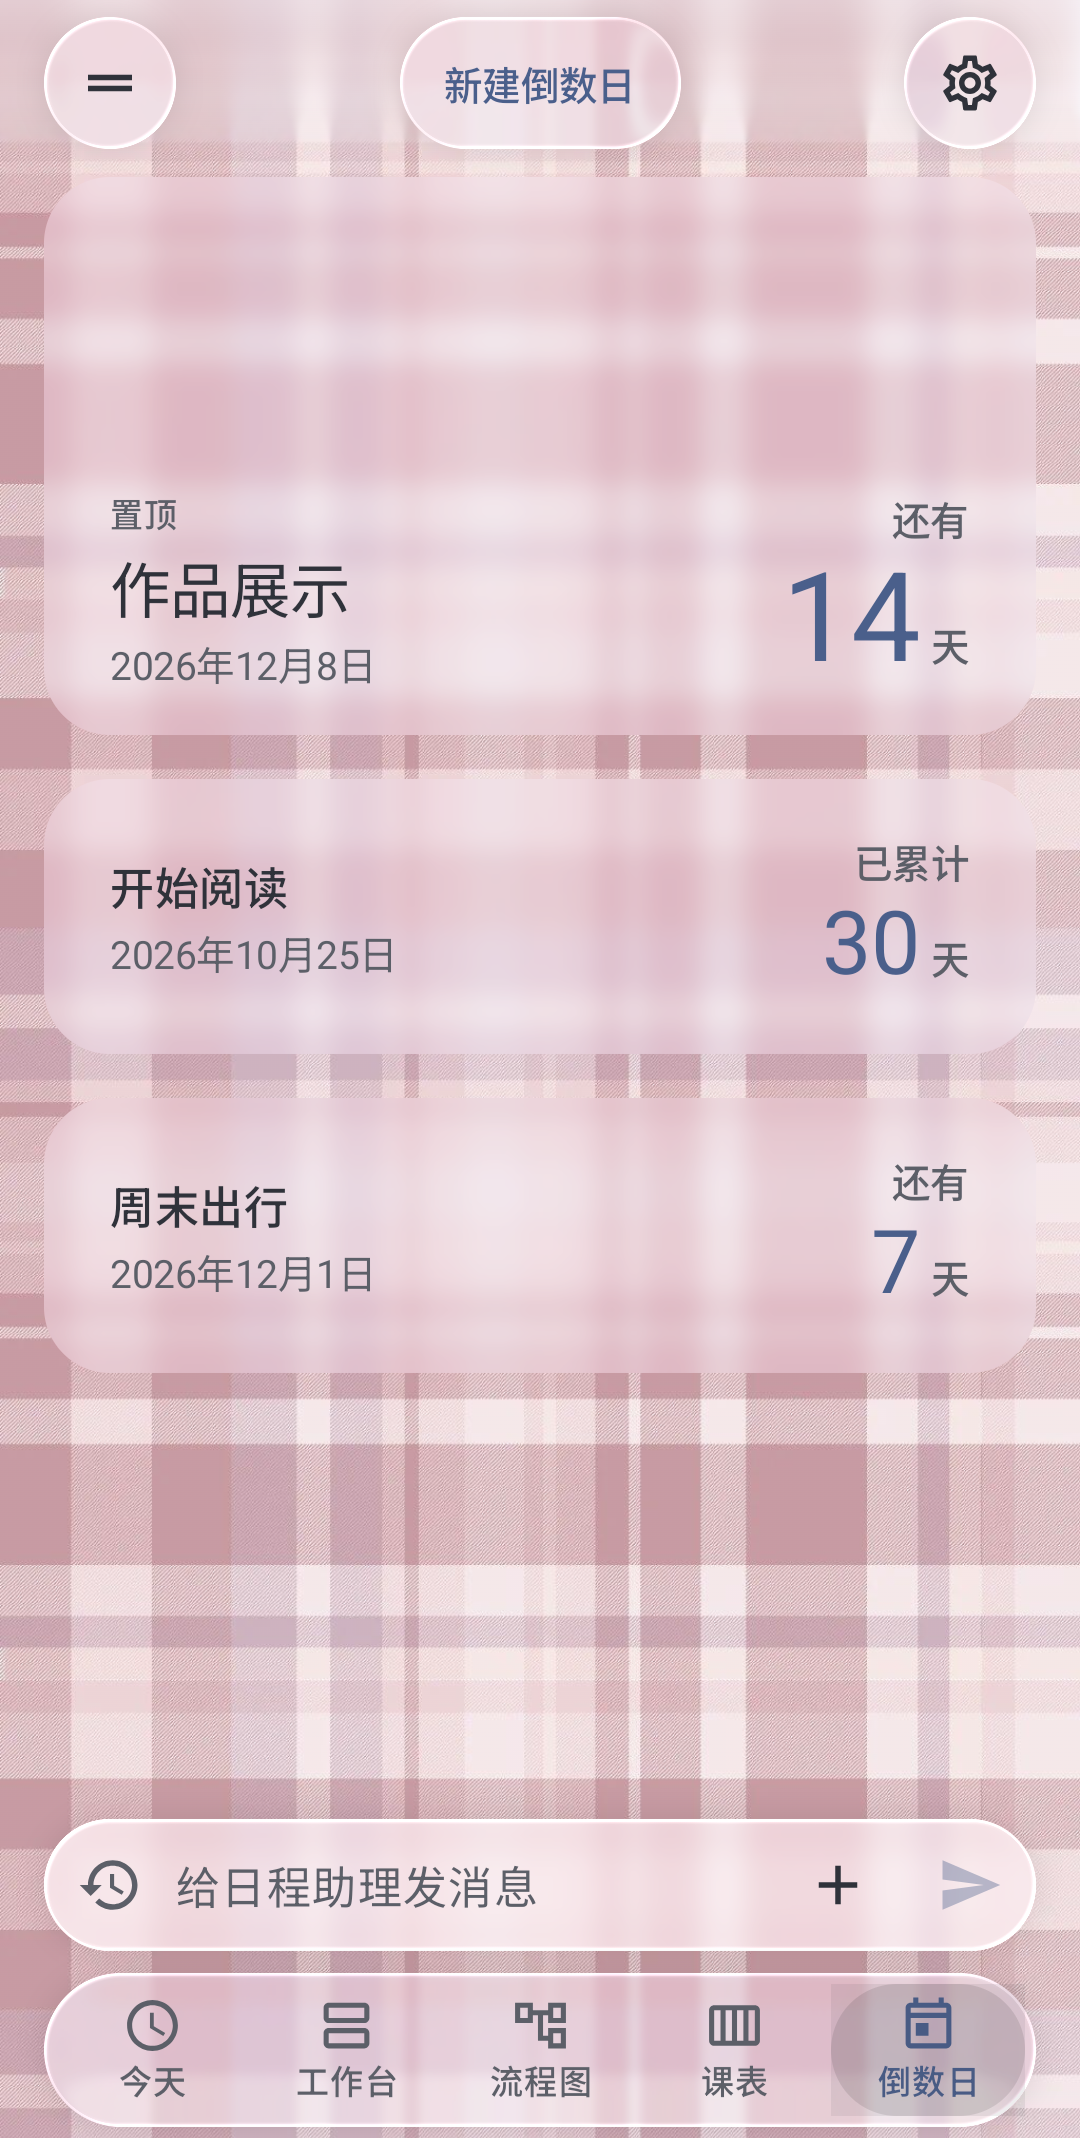 新建倒数日
置顶
作品展示
2026年12月8日
还有
14 天
开始阅读
2026年10月25日
已累计
30 天
周末出行
2026年12月1日
还有
7 天
给日程助理发消息
今天
工作台
流程图
课表
倒数日